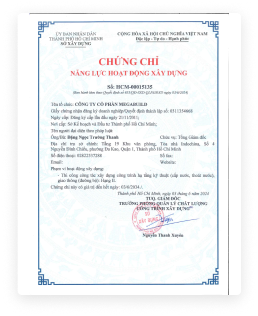 ỦY BAN NHÂN DÂN
THÀNH PHỐ HỒ CHÍ MINH
SỞ XÂY DỰNG
CỘNG HÒA XÃ HỘI CHỦ NGHĨA VIỆT NAM
Độc lập - Tự do - Hạnh phúc
CHỨNG CHỈ
NĂNG LỰC HOẠT ĐỘNG XÂY DỰNG
Số: HCM-00015135
Tên tổ chức: CÔNG TY CỔ PHẦN MEGABUILD
Giấy chứng nhận đăng ký doanh nghiệp/Quyết định thành lập số: 0311234468
Ngày cấp: Đăng ký cấp lần đầu ngày
Nơi cấp: Sở Kế hoạch và Đầu tư Thành phố Hồ Chí Minh;
Tên người đại diện theo pháp luật:
Ông/Bà: Đặng Ngọc Trường Thanh
Chức vụ: Tổng Giám đốc
Địa chỉ trụ sở chính: Tầng 19 Khu văn phòng, Tòa nhà Indochina, Số 4
Nguyễn Đình Chiểu, phường Đa Kao, Quận 1, Thành phố Hồ Chí Minh
Số điện thoại:
Số fax:
Email:
Website:
Phạm vi hoạt động xây dựng:
- Thi công công tác xây dựng công trình hạ tầng kỹ thuật (cấp nước, thoát nước),
giao thông (đường bộ): Hạng II.
Chứng chỉ này có giá trị đến hết ngày: 03/6/2034./.
Thành phố Hồ Chí Minh, ngày 03 tháng 6 năm 2024
TUQ. GIÁM ĐỐC
TRƯỞNG PHÒNG QUẢN LÝ CHẤT LƯỢNG
CÔNG TRÌNH XÂY DỰNG
Nguyễn Thanh Xuyên